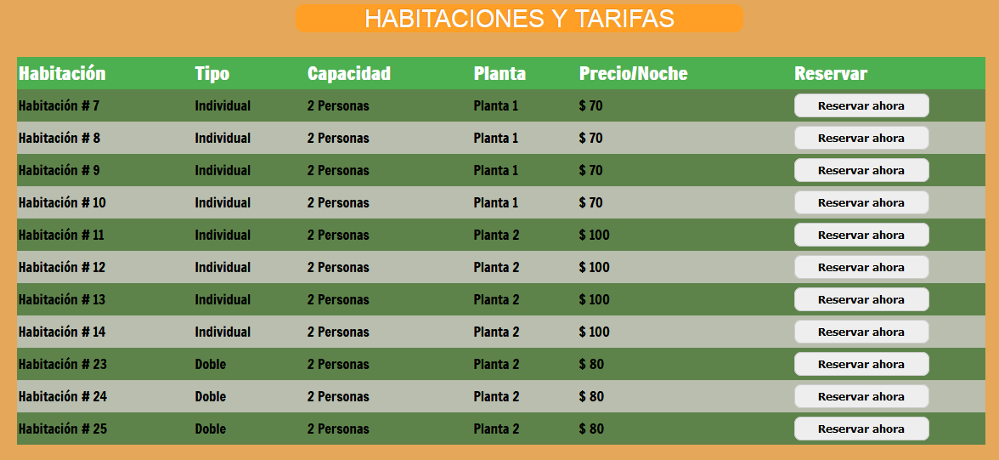 HABITACIONES Y TARIFAS
Habitación Tipo Capacidad Planta Precio/Noche Reservar
Habitación # 7 Individual 2 Personas Planta 1 $ 70 Reservar ahora
Habitación # 8 Individual 2 Personas Planta 1 $ 70 Reservar ahora
Habitación # 9 Individual 2 Personas Planta 1 $ 70 Reservar ahora
Habitación # 10 Individual 2 Personas Planta 1 $ 70 Reservar ahora
Habitación # 11 Individual 2 Personas Planta 2 $ 100 Reservar ahora
Habitación # 12 Individual 2 Personas Planta 2 $ 100 Reservar ahora
Habitación # 13 Individual 2 Personas Planta 2 $ 100 Reservar ahora
Habitación # 14 Individual 2 Personas Planta 2 $ 100 Reservar ahora
Habitación # 23 Doble 2 Personas Planta 2 $ 80 Reservar ahora
Habitación # 24 Doble 2 Personas Planta 2 $ 80 Reservar ahora
Habitación # 25 Doble 2 Personas Planta 2 $ 80 Reservar ahora